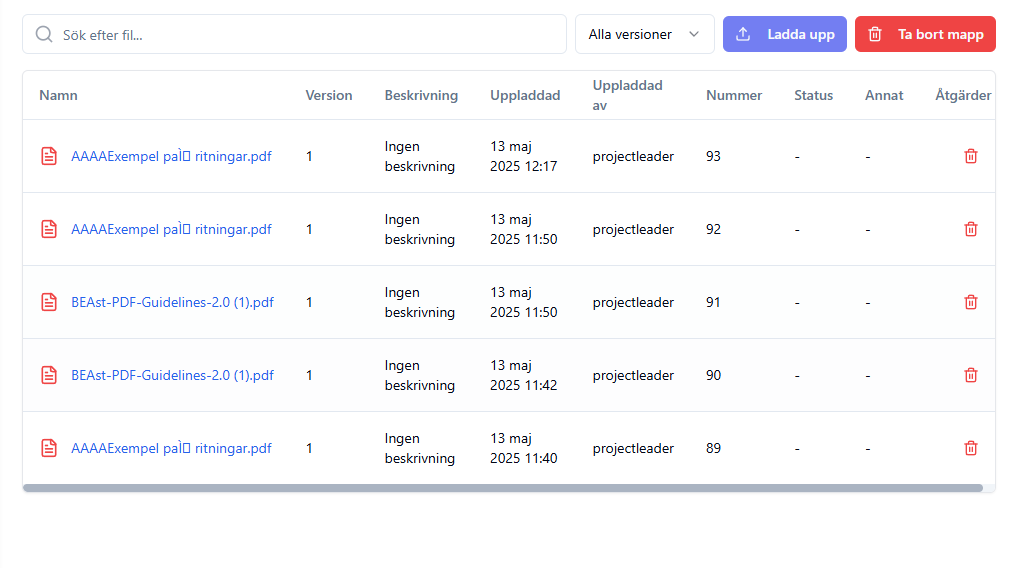 Sök efter fil...
Alla versioner
Ladda upp
Ta bort mapp
Namn
Version
Beskrivning
Uppladdad
Uppladdad
av
Nummer
Status
Annat
Åtgärder
AAAAExempel paÌ ritningar.pdf
1
Ingen
beskrivning
13 maj
2025 12:17
projectleader
93
-
-
AAAAExempel paÌ ritningar.pdf
1
Ingen
beskrivning
13 maj
2025 11:50
projectleader
92
-
-
BEAst-PDF-Guidelines-2.0 (1).pdf
1
Ingen
beskrivning
13 maj
2025 11:50
projectleader
91
-
-
BEAst-PDF-Guidelines-2.0 (1).pdf
1
Ingen
beskrivning
13 maj
2025 11:42
projectleader
90
-
-
AAAAExempel paÌ ritningar.pdf
1
Ingen
beskrivning
13 maj
2025 11:40
projectleader
89
-
-